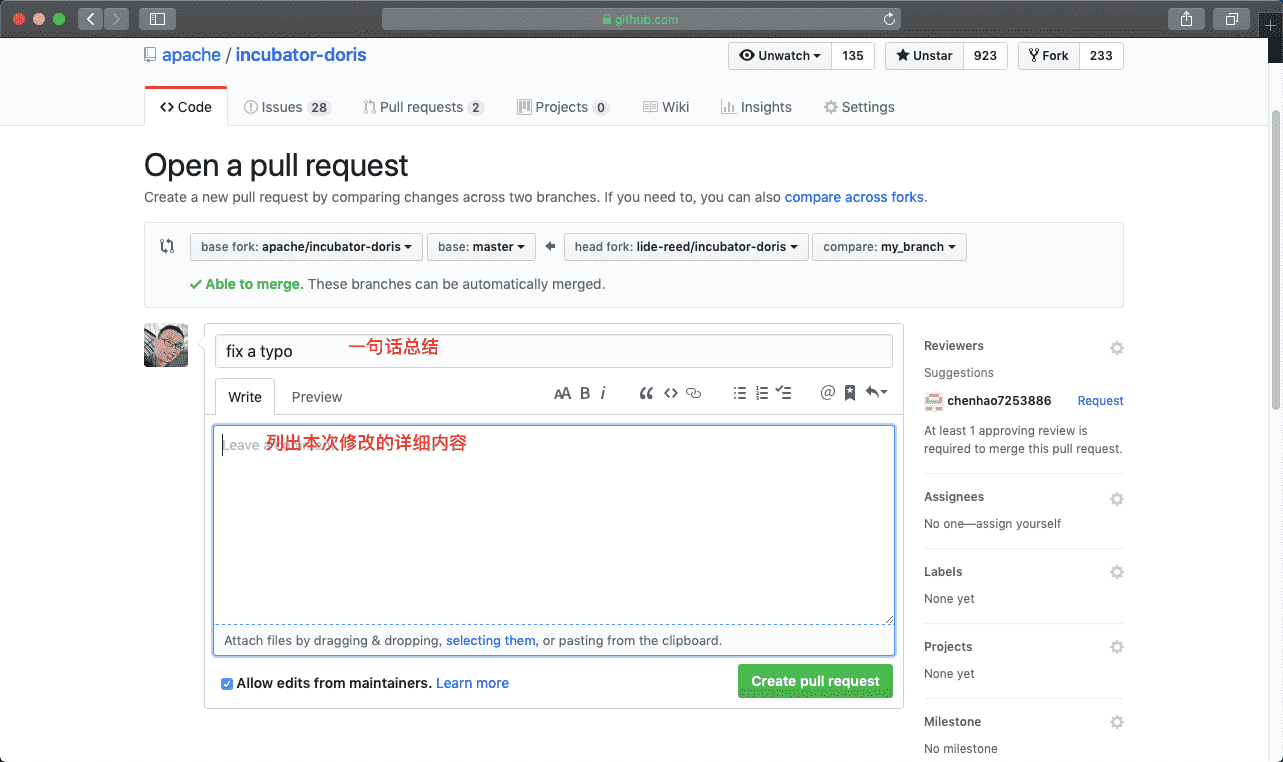 github.com
apache / incubator-doris
Unwatch 135 Unstar 923 Fork 233
Code Issues 28 Pull requests 2 Projects 0 Wiki Insights Settings
Open a pull request
Create a new pull request by comparing changes across two branches. If you need to, you can also compare across forks.
base fork: apache/incubator-doris base: master head fork: lide-reed/incubator-doris compare: my_branch
Able to merge. These branches can be automatically merged.
fix a typo 一句话总结
Write Preview
AA B i @
Leave a 列出本次修改的详细内容
Attach files by dragging & dropping, selecting them, or pasting from the clipboard.
Allow edits from maintainers. Learn more
Create pull request
Reviewers
Suggestions
chenhao7253886 Request
At least 1 approving review is
required to merge this pull request.
Assignees
No one—assign yourself
Labels
None yet
Projects
None yet
Milestone
No milestone